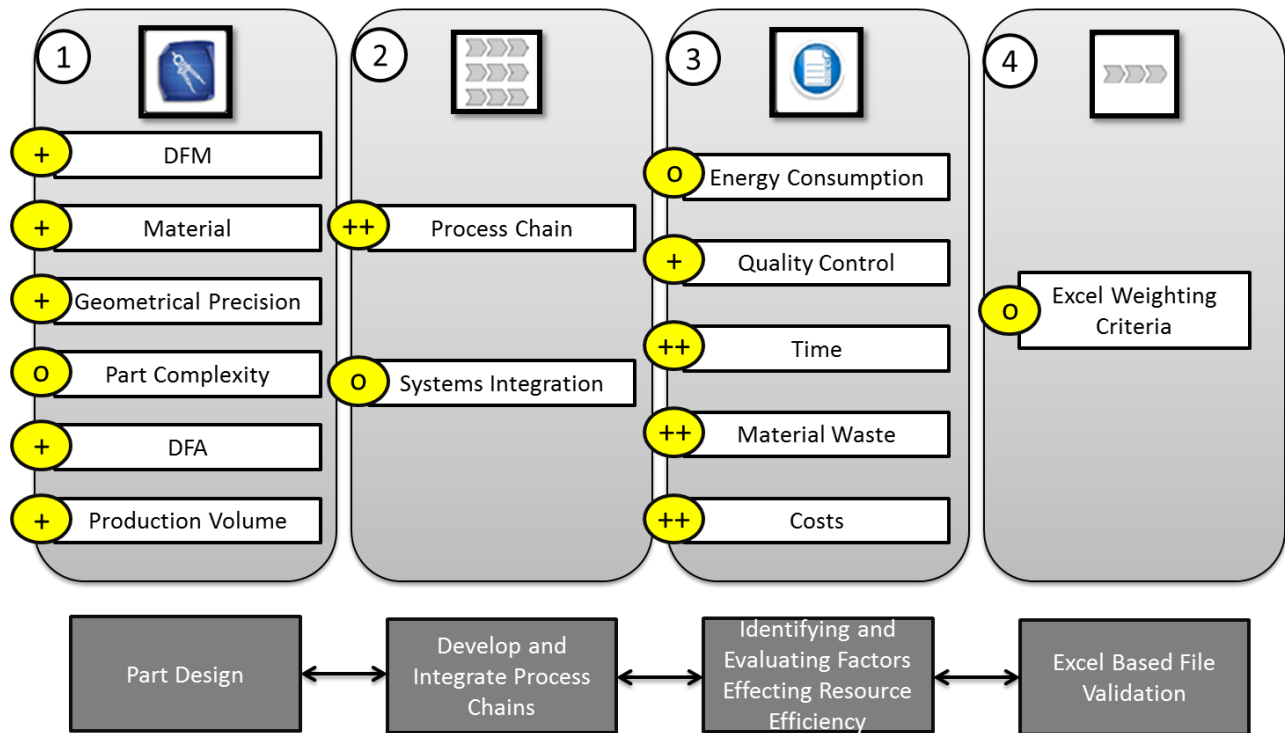 1
+ DFM
+ Material
+ Geometrical Precision
o Part Complexity
+ DFA
+ Production Volume
2
++ Process Chain
o Systems Integration
3
o Energy Consumption
+ Quality Control
++ Time
++ Material Waste
++ Costs
4
o Excel Weighting
Criteria
Part Design
Develop and
Integrate Process
Chains
Identifying and
Evaluating Factors
Effecting Resource
Efficiency
Excel Based File
Validation